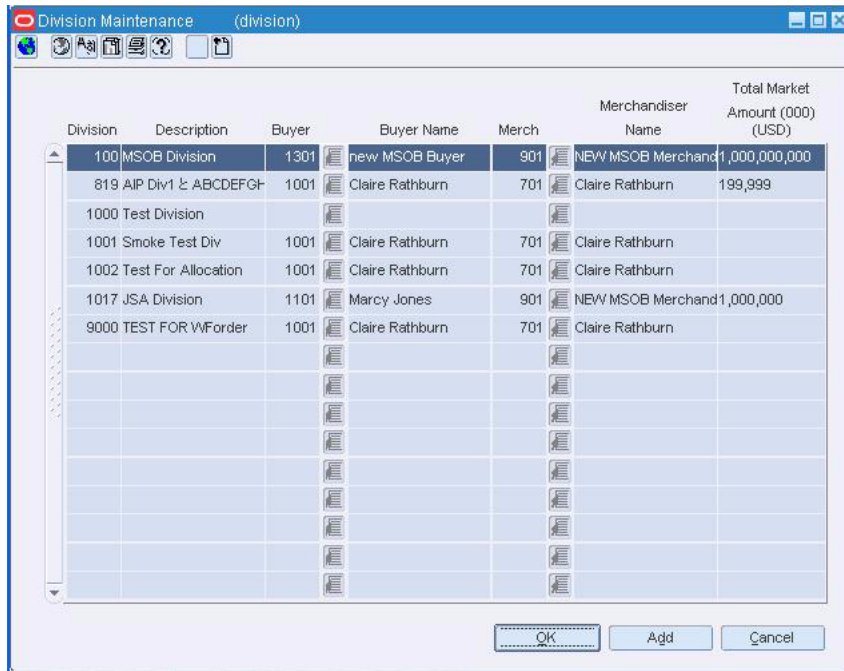 Division Maintenance (division)
Division Description Buyer Buyer Name Merch Merchandiser Name Total Market Amount (000) (USD)
100 MSOB Division 1301 new MSOB Buyer 901 NEW MSOB Merchand 1,000,000,000
819 AIP Div1 と ABCDEFGH 1001 Claire Rathburn 701 Claire Rathburn 199,999
1000 Test Division
1001 Smoke Test Div 1001 Claire Rathburn 701 Claire Rathburn
1002 Test For Allocation 1001 Claire Rathburn 701 Claire Rathburn
1017 JSA Division 1101 Marcy Jones 901 NEW MSOB Merchand 1,000,000
9000 TEST FOR WForder 1001 Claire Rathburn 701 Claire Rathburn
OK Add Cancel